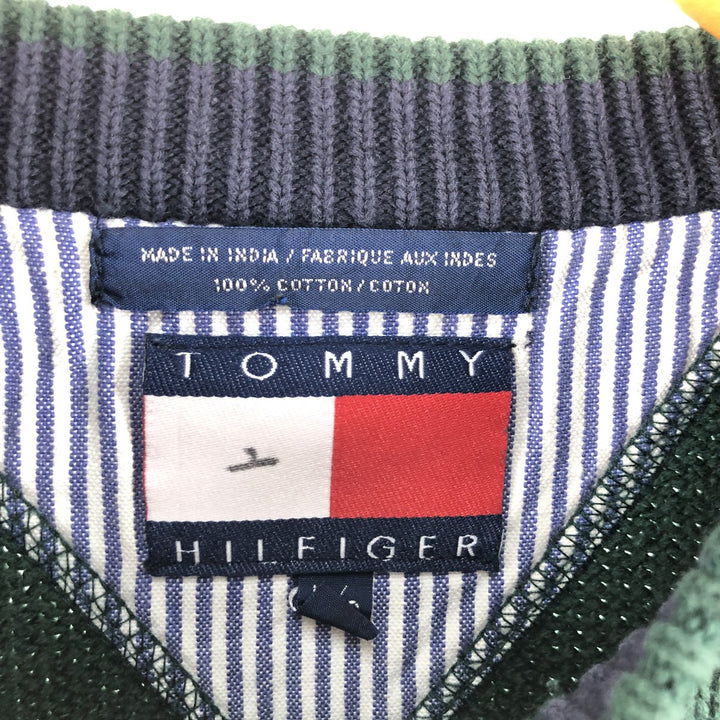 MADE IN INDIA / FABRIQUE AUX INDES
100% COTTON / COTON
TOMMY
HILFIGER